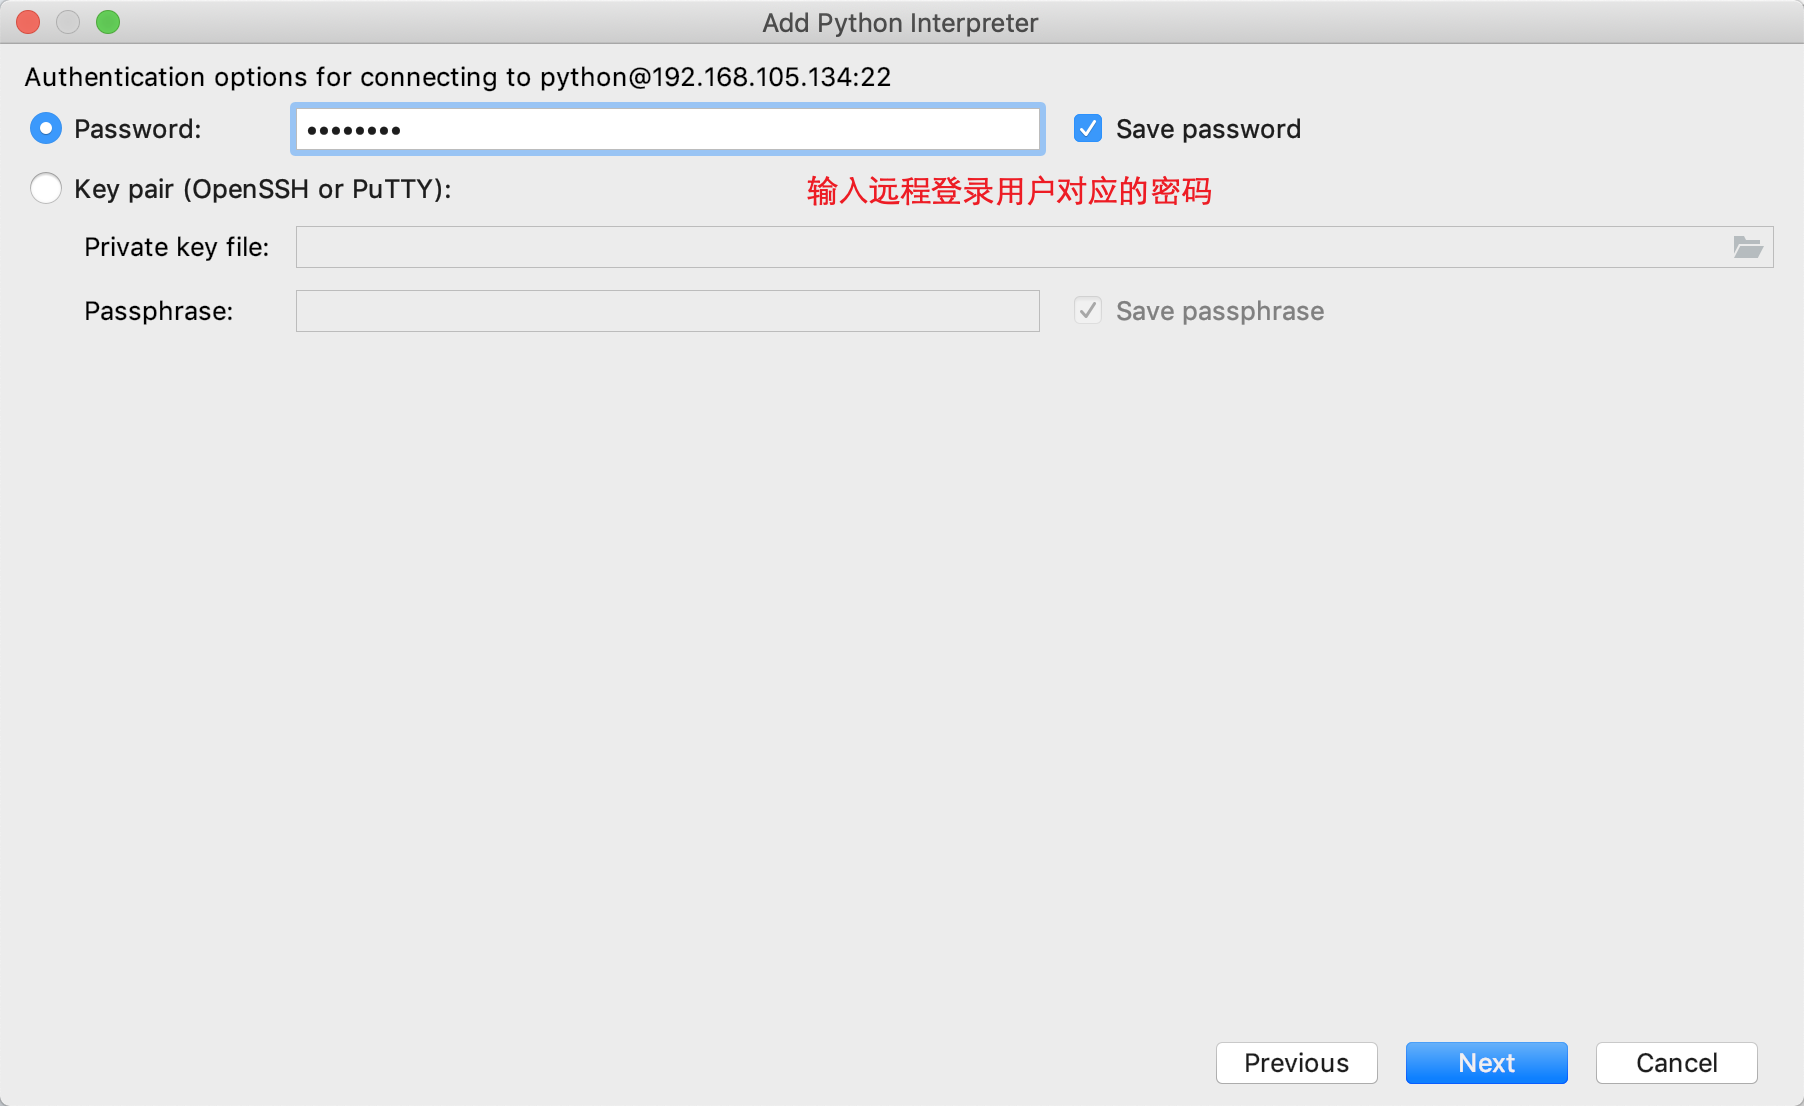 Add Python Interpreter
Authentication options for connecting to python@192.168.105.134:22
Password: •••••••• Save password
Key pair (OpenSSH or PuTTY): 输入远程登录用户对应的密码
Private key file:
Passphrase: Save passphrase
Previous Next Cancel